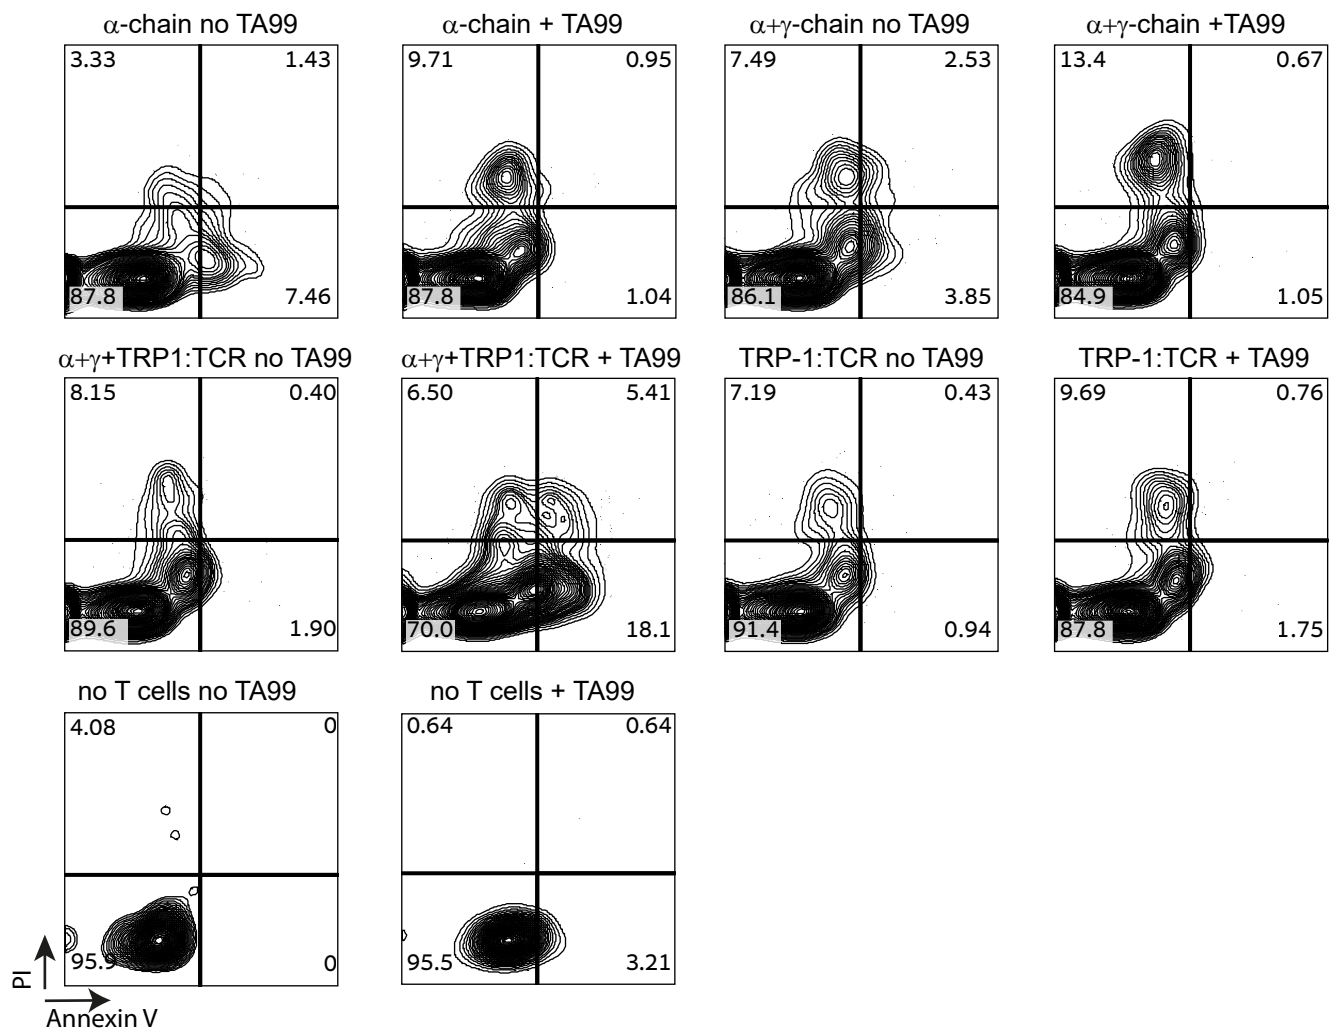 α-chain no TA99
3.33 1.43
87.8 7.46
α-chain + TA99
9.71 0.95
87.8 1.04
α+γ-chain no TA99
7.49 2.53
86.1 3.85
α+γ-chain +TA99
13.4 0.67
84.9 1.05
α+γ+TRP1:TCR no TA99
8.15 0.40
89.6 1.90
α+γ+TRP1:TCR + TA99
6.50 5.41
70.0 18.1
TRP-1:TCR no TA99
7.19 0.43
91.4 0.94
TRP-1:TCR + TA99
9.69 0.76
87.8 1.75
no T cells no TA99
4.08 0
95.9 0
no T cells + TA99
0.64 0.64
95.5 3.21
PI
Annexin V